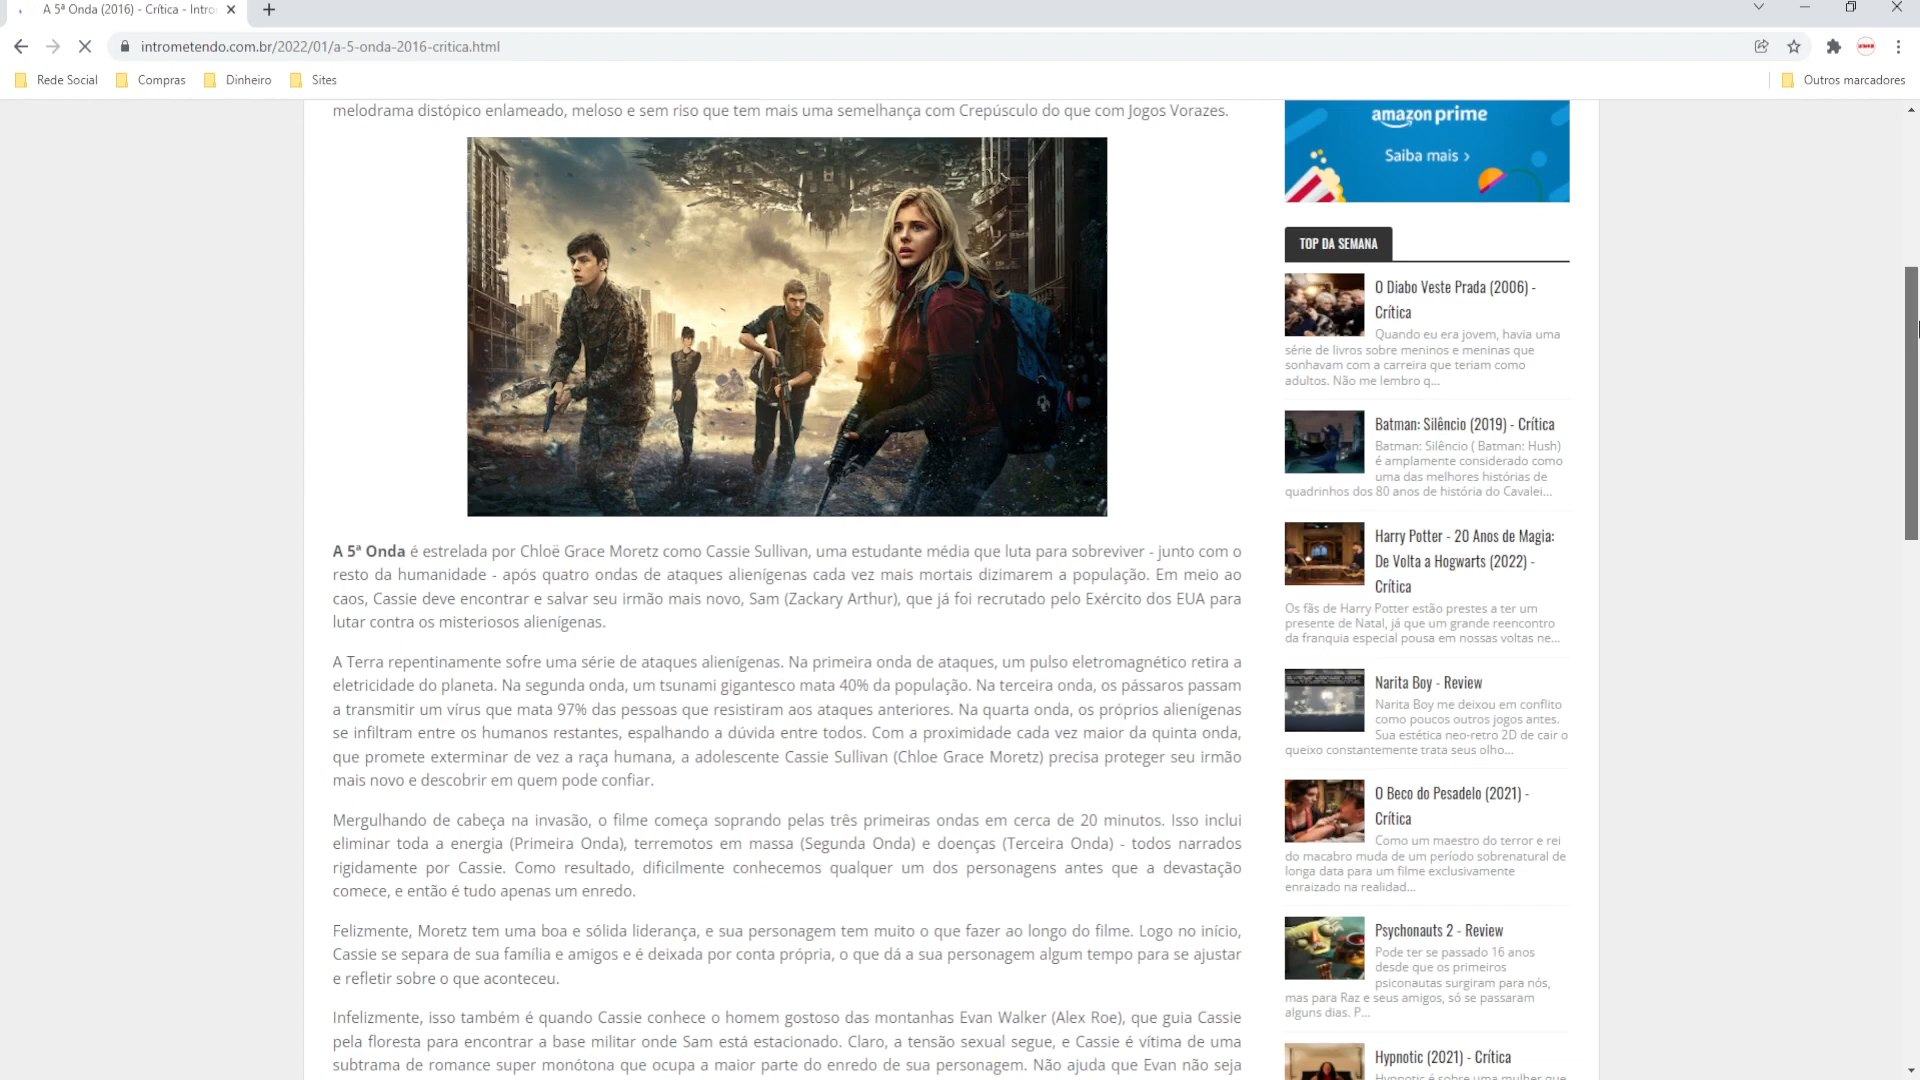 A 5ª Onda (2016) - Crítica - Intro
intrometendo.com.br/2022/01/a-5-onda-2016-critica.html
Rede Social
Compras
Dinheiro
Sites
Outros marcadores
melodrama distópico enlameado, meloso e sem riso que tem mais uma semelhança com Crepúsculo do que com Jogos Vorazes.
A 5ª Onda é estrelada por Chloë Grace Moretz como Cassie Sullivan, uma estudante média que luta para sobreviver - junto com o
resto da humanidade - após quatro ondas de ataques alienígenas cada vez mais mortais dizimarem a população. Em meio ao
caos, Cassie deve encontrar e salvar seu irmão mais novo, Sam (Zackary Arthur), que já foi recrutado pelo Exército dos EUA para
lutar contra os misteriosos alienígenas.
A Terra repentinamente sofre uma série de ataques alienígenas. Na primeira onda de ataques, um pulso eletromagnético retira a
eletricidade do planeta. Na segunda onda, um tsunami gigantesco mata 40% da população. Na terceira onda, os pássaros passam
a transmitir um vírus que mata 97% das pessoas que resistiram aos ataques anteriores. Na quarta onda, os próprios alienígenas
se infiltram entre os humanos restantes, espalhando a dúvida entre todos. Com a proximidade cada vez maior da quinta onda,
que promete exterminar de vez a raça humana, a adolescente Cassie Sullivan (Chloe Grace Moretz) precisa proteger seu irmão
mais novo e descobrir em quem pode confiar.
Mergulhando de cabeça na invasão, o filme começa soprando pelas três primeiras ondas em cerca de 20 minutos. Isso inclui
eliminar toda a energia (Primeira Onda), terremotos em massa (Segunda Onda) e doenças (Terceira Onda) - todos narrados
rigidamente por Cassie. Como resultado, dificilmente conhecemos qualquer um dos personagens antes que a devastação
comece, e então é tudo apenas um enredo.
Felizmente, Moretz tem uma boa e sólida liderança, e sua personagem tem muito o que fazer ao longo do filme. Logo no início,
Cassie se separa de sua família e amigos e é deixada por conta própria, o que dá a sua personagem algum tempo para se ajustar
e refletir sobre o que aconteceu.
Infelizmente, isso também é quando Cassie conhece o homem gostoso das montanhas Evan Walker (Alex Roe), que guia Cassie
pela floresta para encontrar a base militar onde Sam está estacionado. Claro, a tensão sexual segue, e Cassie é vítima de uma
subtrama de romance super monótona que ocupa a maior parte do enredo de sua personagem. Não ajuda que Evan não seja
amazon prime
Saiba mais ›
TOP DA SEMANA
O Diabo Veste Prada (2006) -
Crítica
Quando eu era jovem, havia uma
série de livros sobre meninos e meninas que
sonhavam com a carreira que teriam como
adultos. Não me lembro q...
Batman: Silêncio (2019) - Crítica
Batman: Silêncio ( Batman: Hush)
é amplamente considerado como
uma das melhores histórias de
quadrinhos dos 80 anos de história do Cavalei...
Harry Potter - 20 Anos de Magia:
De Volta a Hogwarts (2022) -
Crítica
Os fãs de Harry Potter estão prestes a ter um
presente de Natal, já que um grande reencontro
da franquia especial pousa em nossas voltas ne...
Narita Boy - Review
Narita Boy me deixou em conflito
como poucos outros jogos antes.
Sua estética neo-retro 2D de cair o
queixo constantemente trata seus olho...
O Beco do Pesadelo (2021) -
Crítica
Como um maestro do terror e rei
do macabro muda de um período sobrenatural de
longa data para um filme exclusivamente
enraizado na realidad...
Psychonauts 2 - Review
Pode ter se passado 16 anos
desde que os primeiros
psiconautas surgiram para nós,
mas para Raz e seus amigos, só se passaram
alguns dias. P...
Hypnotic (2021) - Crítica
Hypnotic é sobre uma mulher que